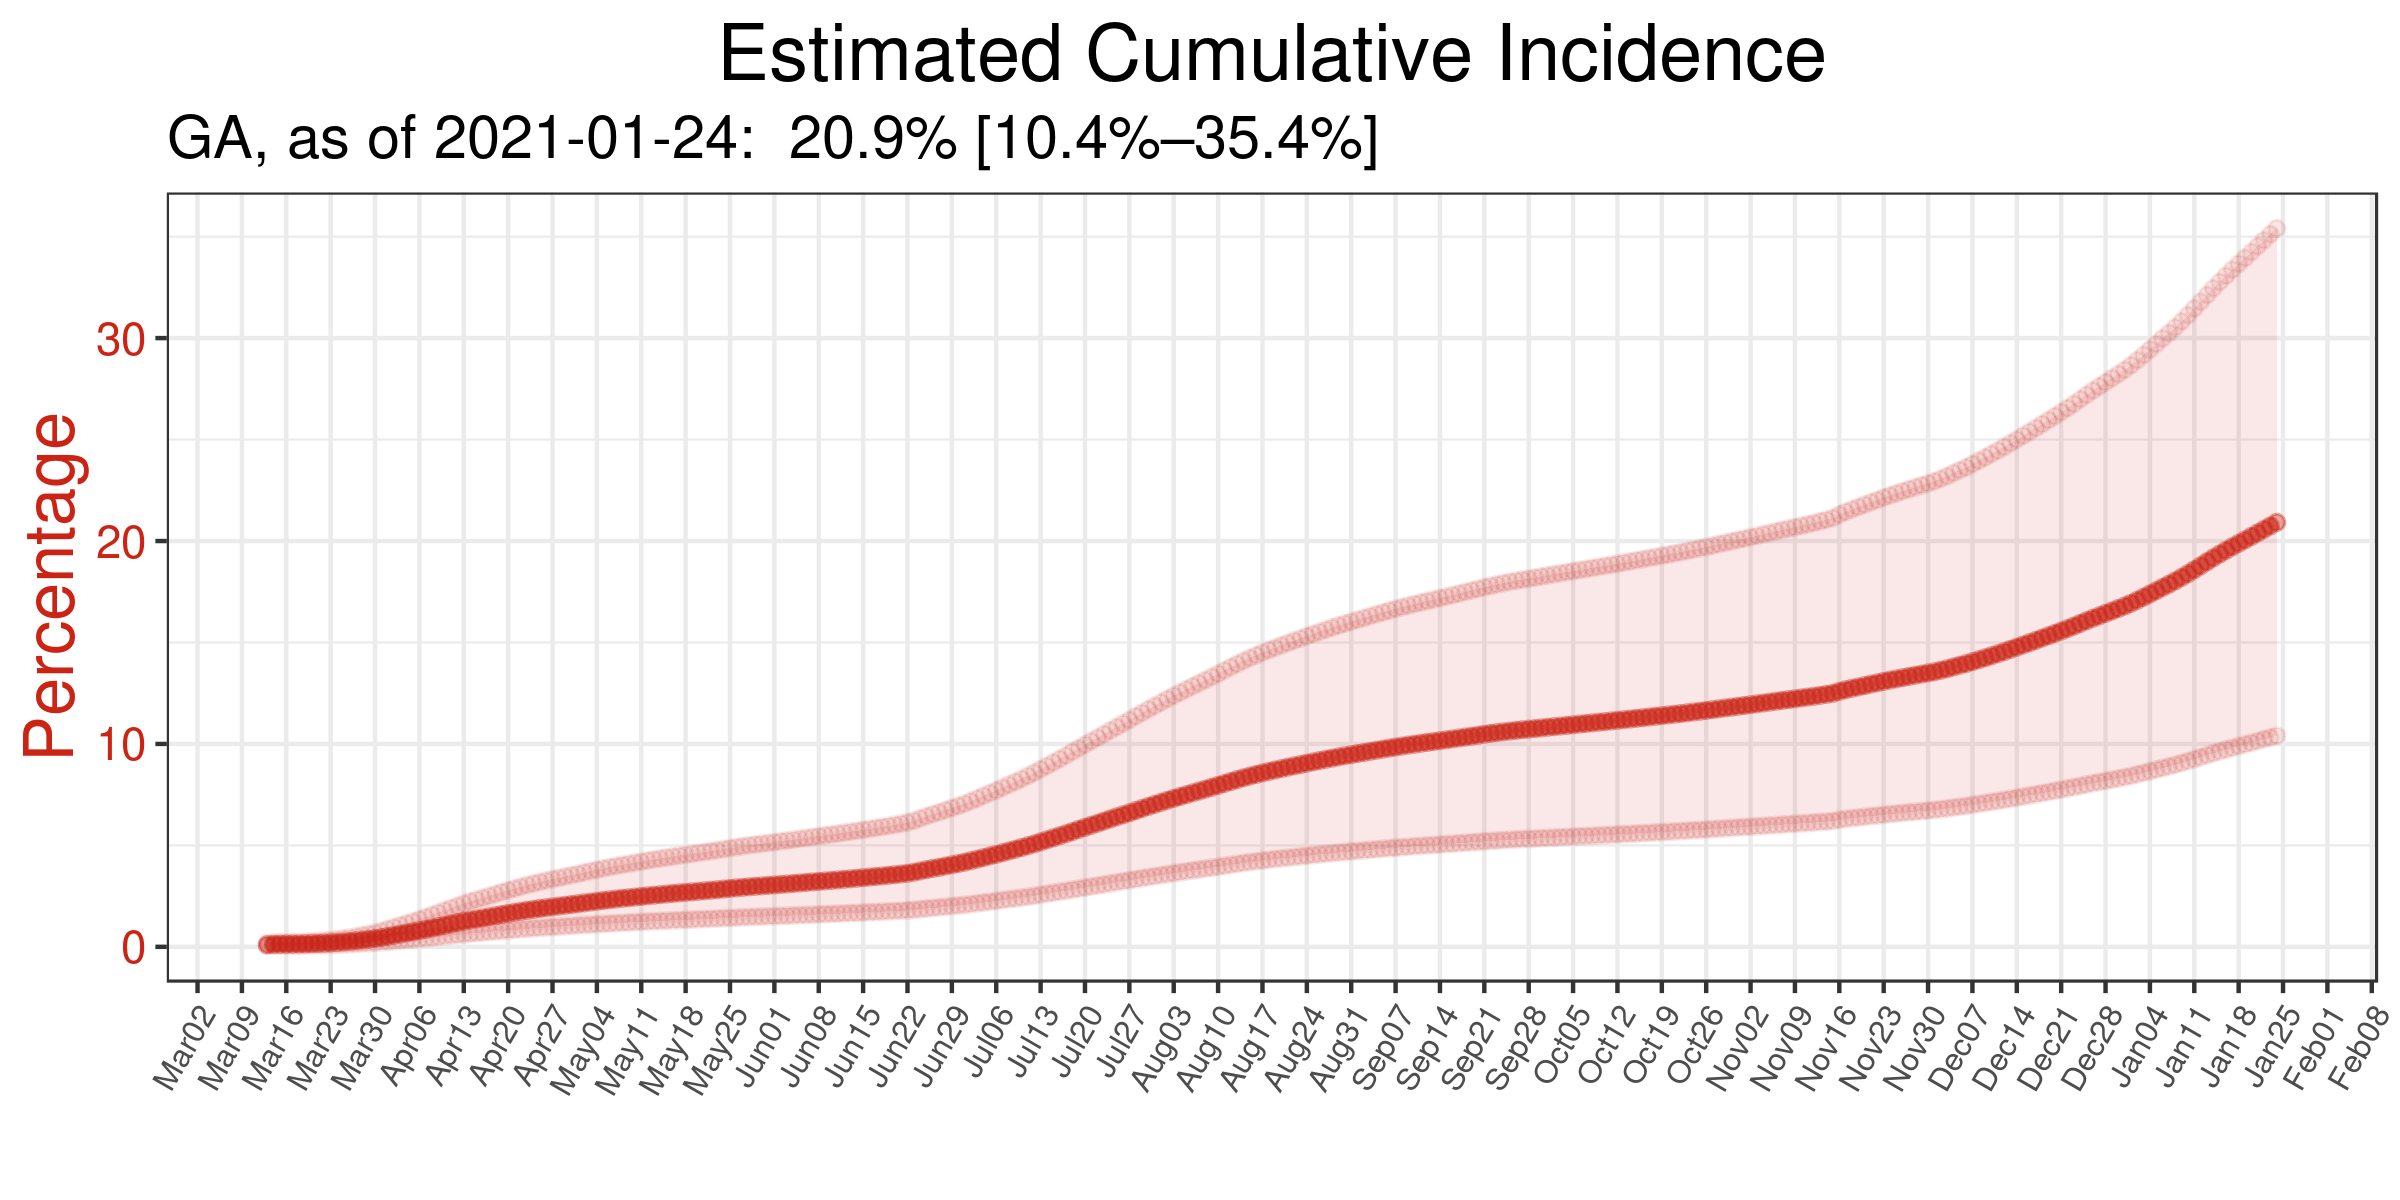 Estimated Cumulative Incidence
GA, as of 2021-01-24:  20.9% [10.4%–35.4%]
Percentage
30
20
10
0
Mar02 Mar09 Mar16 Mar23 Mar30 Apr06 Apr13 Apr20 Apr27 May04 May11 May18 May25 Jun01 Jun08 Jun15 Jun22 Jun29 Jul06 Jul13 Jul20 Jul27 Aug03 Aug10 Aug17 Aug24 Aug31 Sep07 Sep14 Sep21 Sep28 Oct05 Oct12 Oct19 Oct26 Nov02 Nov09 Nov16 Nov23 Nov30 Dec07 Dec14 Dec21 Dec28 Jan04 Jan11 Jan18 Jan25 Feb01 Feb08